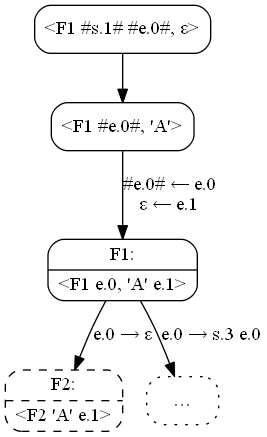 <F1 #s.1# #e.0#, ε>
<F1 #e.0#, 'A'>
#e.0# ← e.0
ε ← e.1
F1:
<F1 e.0, 'A' e.1>
e.0 → ε
e.0 → s.3 e.0
F2:
<F2 'A' e.1>
...